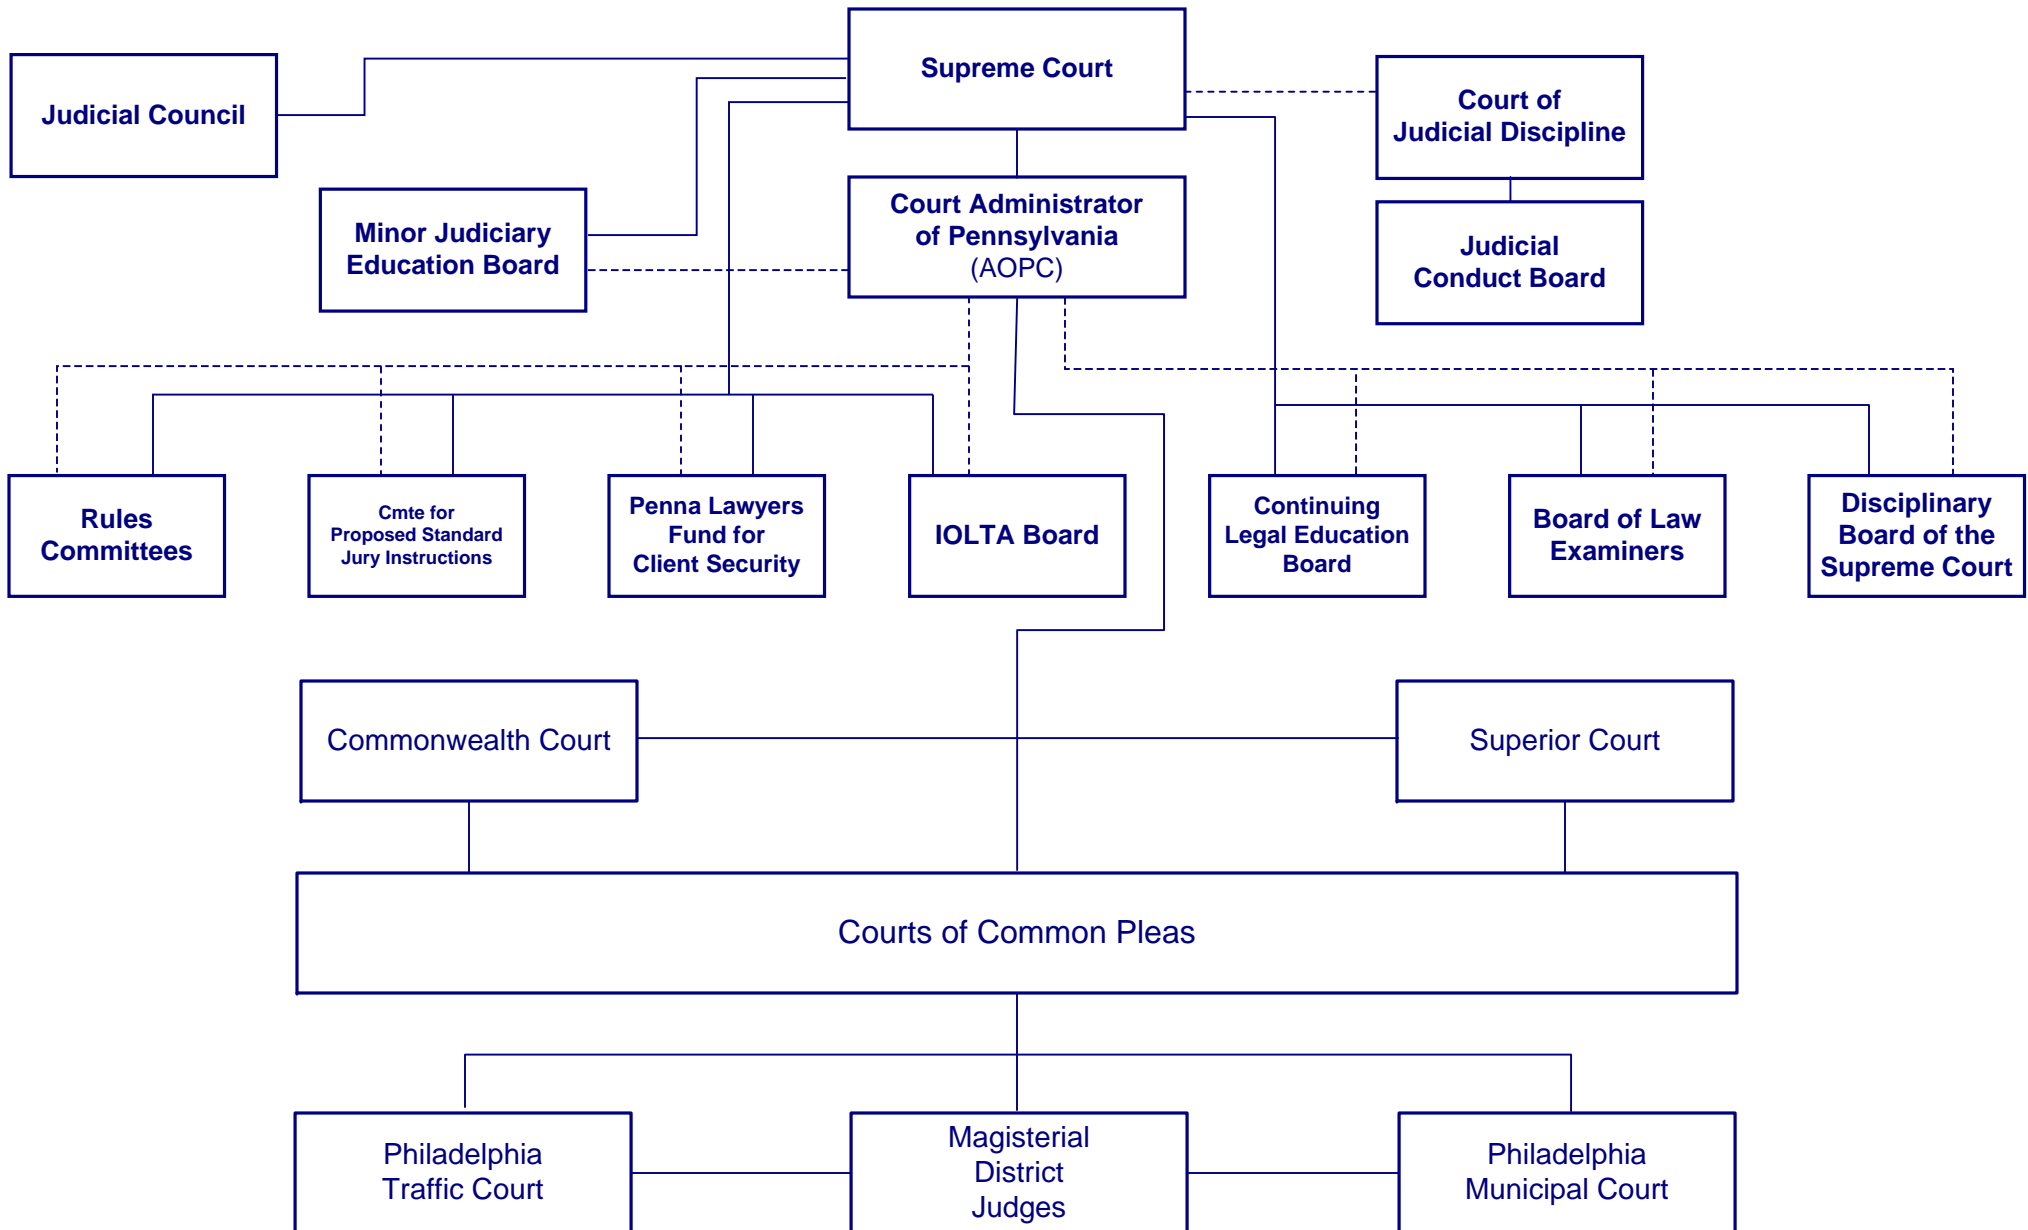 Supreme Court
Judicial Council
Court of
Judicial Discipline
Minor Judiciary
Education Board
Court Administrator
of Pennsylvania
(AOPC)
Judicial
Conduct Board
Rules
Committees
Cmte for
Proposed Standard
Jury Instructions
Penna Lawyers
Fund for
Client Security
IOLTA Board
Continuing
Legal Education
Board
Board of Law
Examiners
Disciplinary
Board of the
Supreme Court
Commonwealth Court
Superior Court
Courts of Common Pleas
Philadelphia
Traffic Court
Magisterial
District
Judges
Philadelphia
Municipal Court